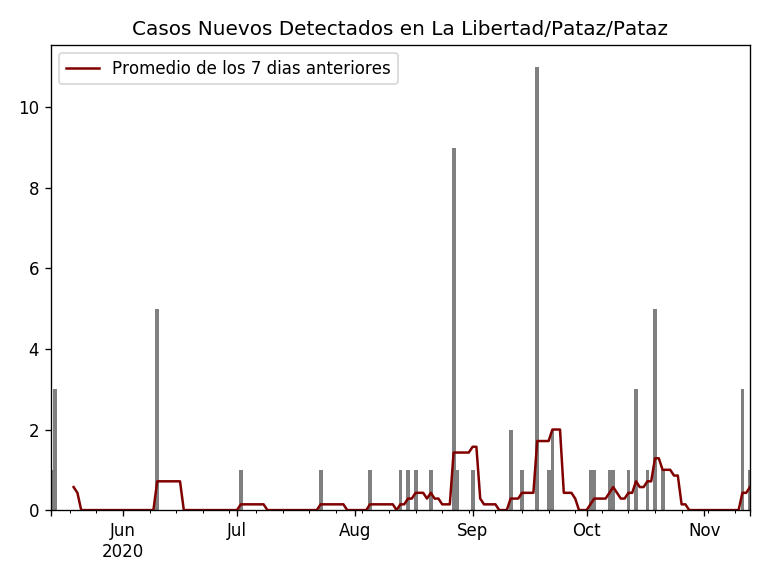 Casos Nuevos Detectados en La Libertad/Pataz/Pataz
Promedio de los 7 dias anteriores
10
8
6
4
2
0
Jun Jul Aug Sep Oct Nov
2020